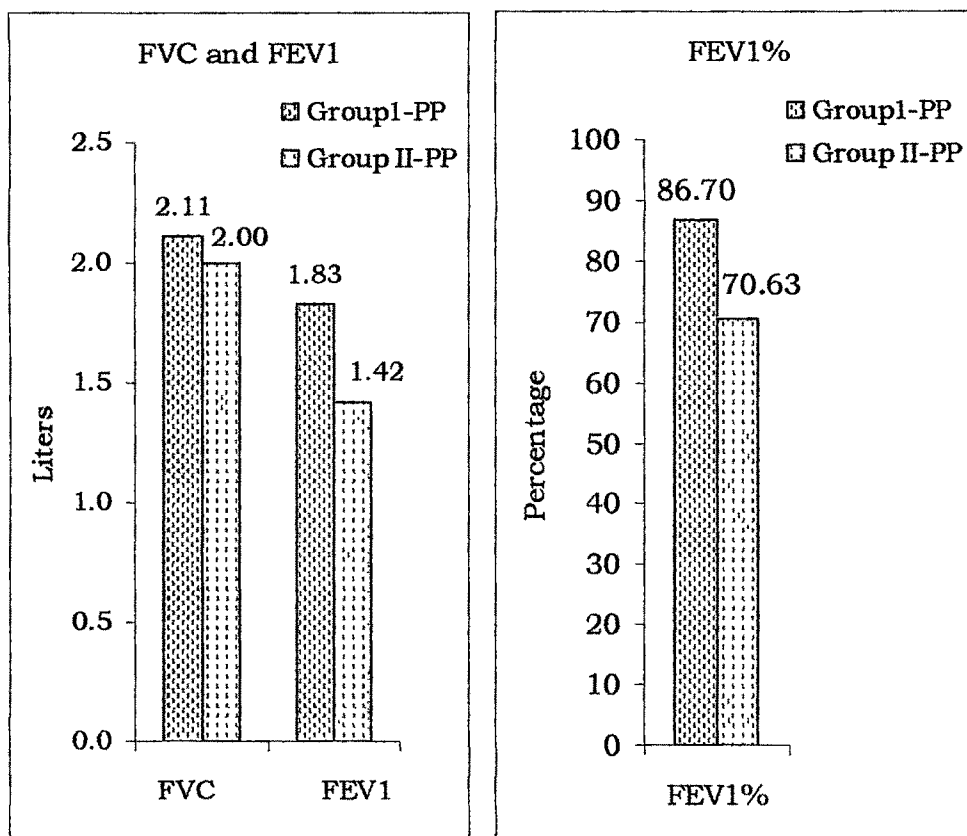 FVC and FEV1
Group1-PP
Group II-PP
2.5
2.0
1.5
1.0
0.5
0.0
Liters
2.11
2.00
1.83
1.42
FVC
FEV1
FEV1%
Group1-PP
Group II-PP
100
90
80
70
60
50
40
30
20
10
0
Percentage
86.70
70.63
FEV1%